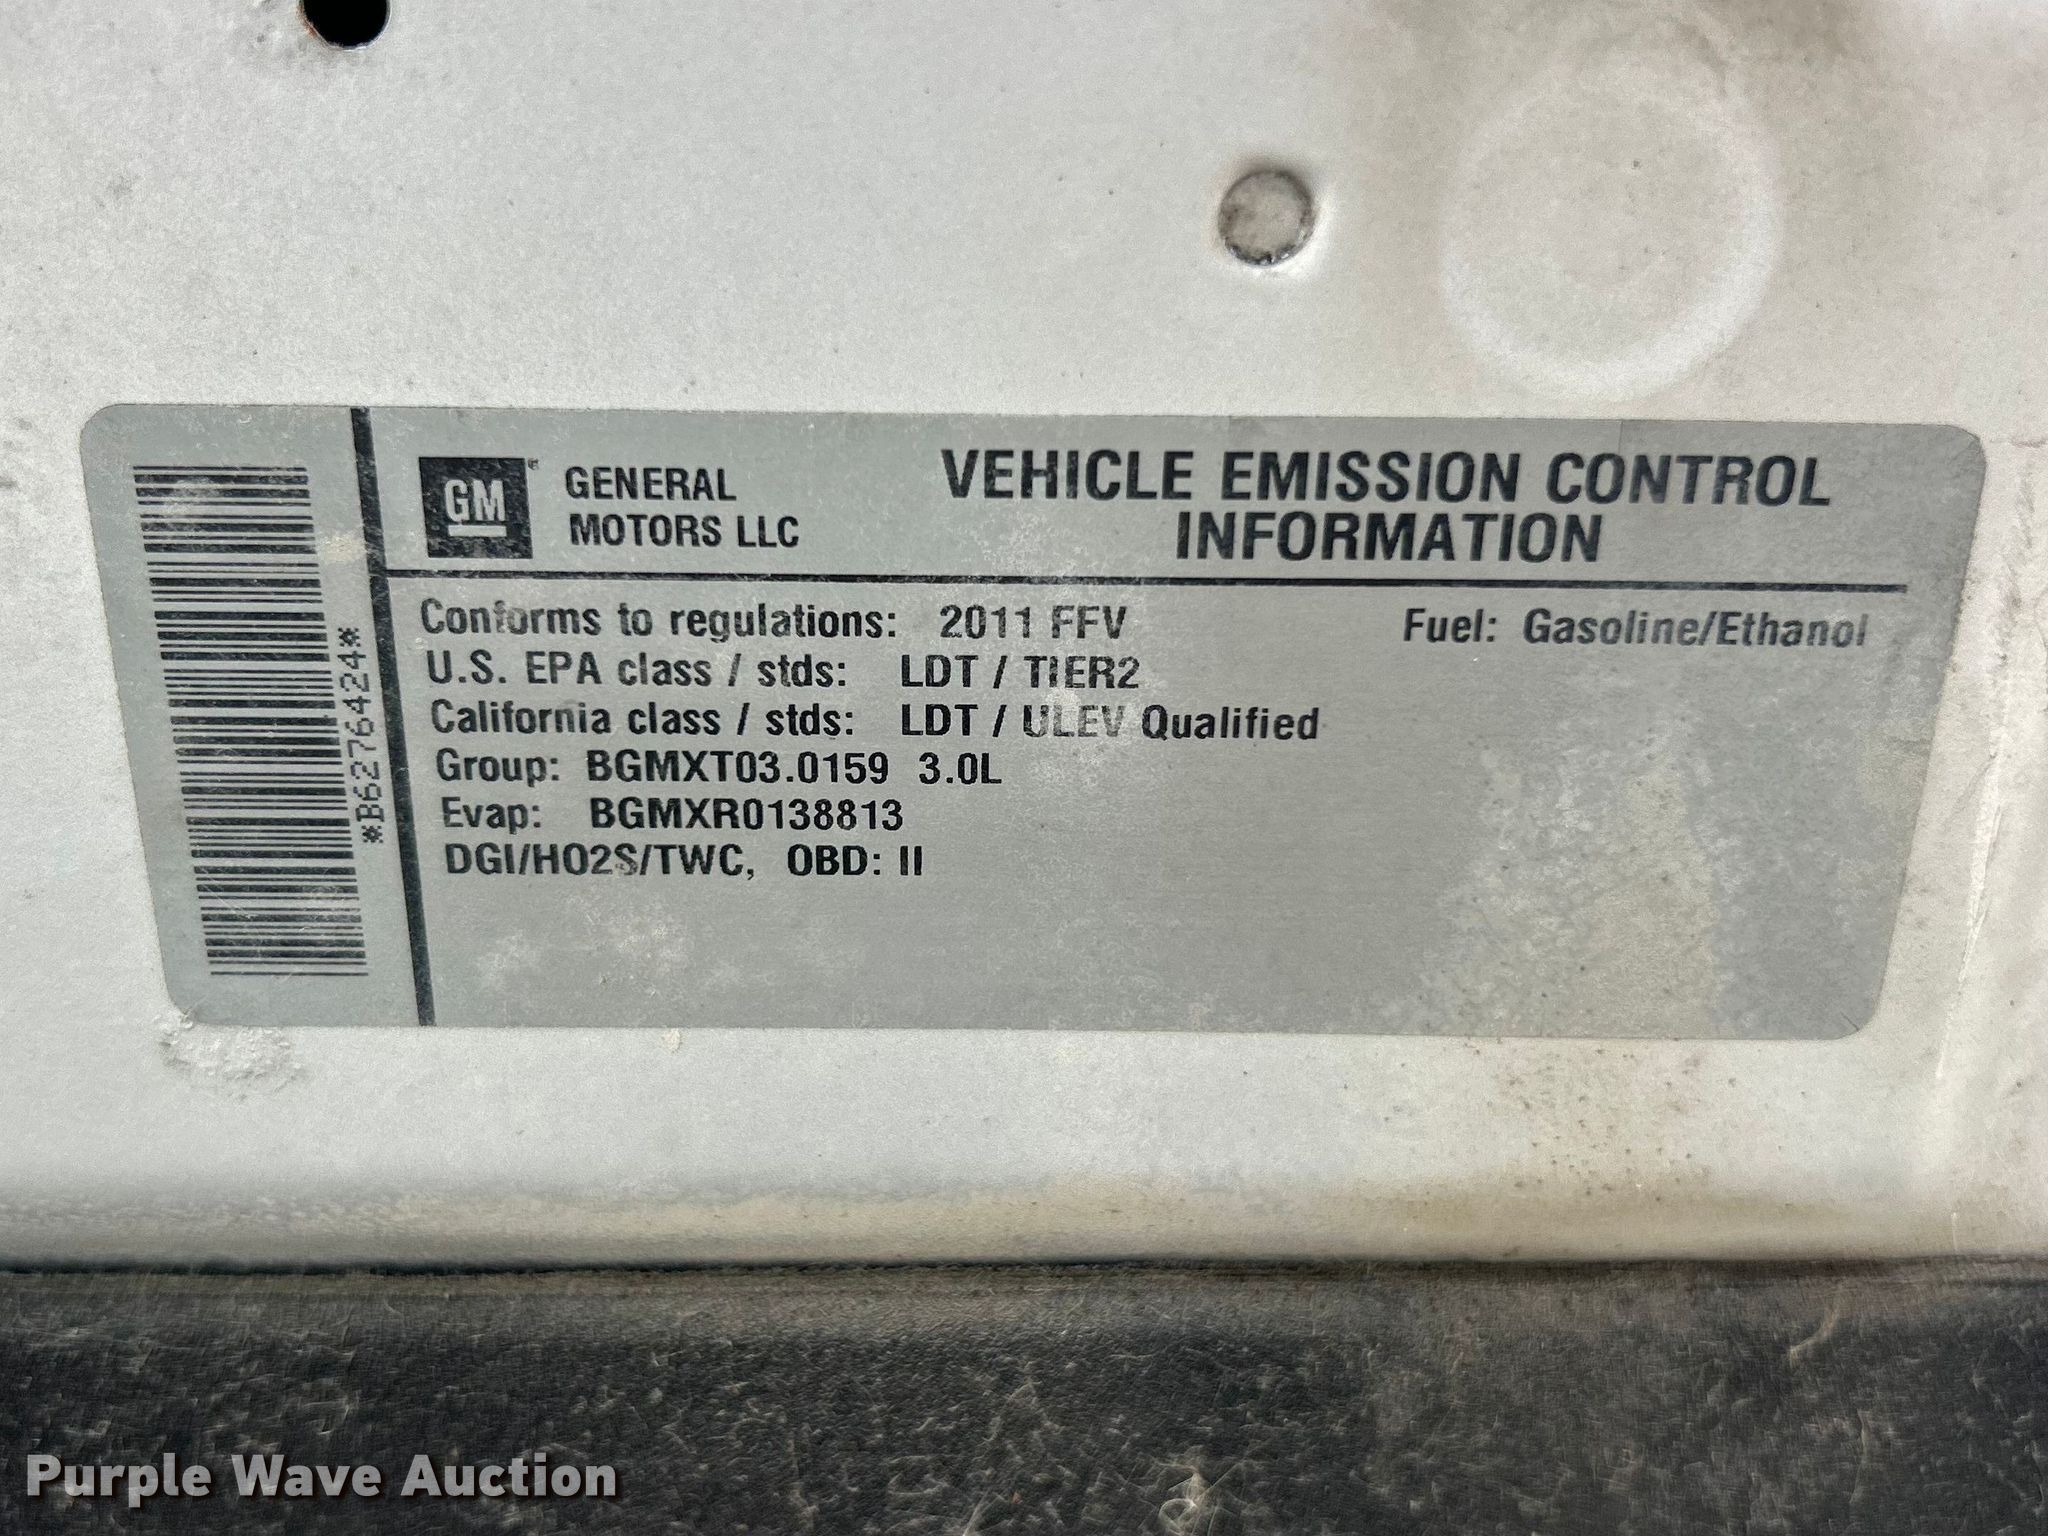 GM
GENERAL
MOTORS LLC
VEHICLE EMISSION CONTROL
INFORMATION
Conforms to regulations: 2011 FFV
Fuel: Gasoline/Ethanol
U.S. EPA class / stds: LDT / TIER2
California class / stds: LDT / ULEV Qualified
Group: BGMXT03.0159 3.0L
Evap: BGMXR0138813
DGI/HO2S/TWC, OBD: II
*B6276424*
Purple Wave Auction